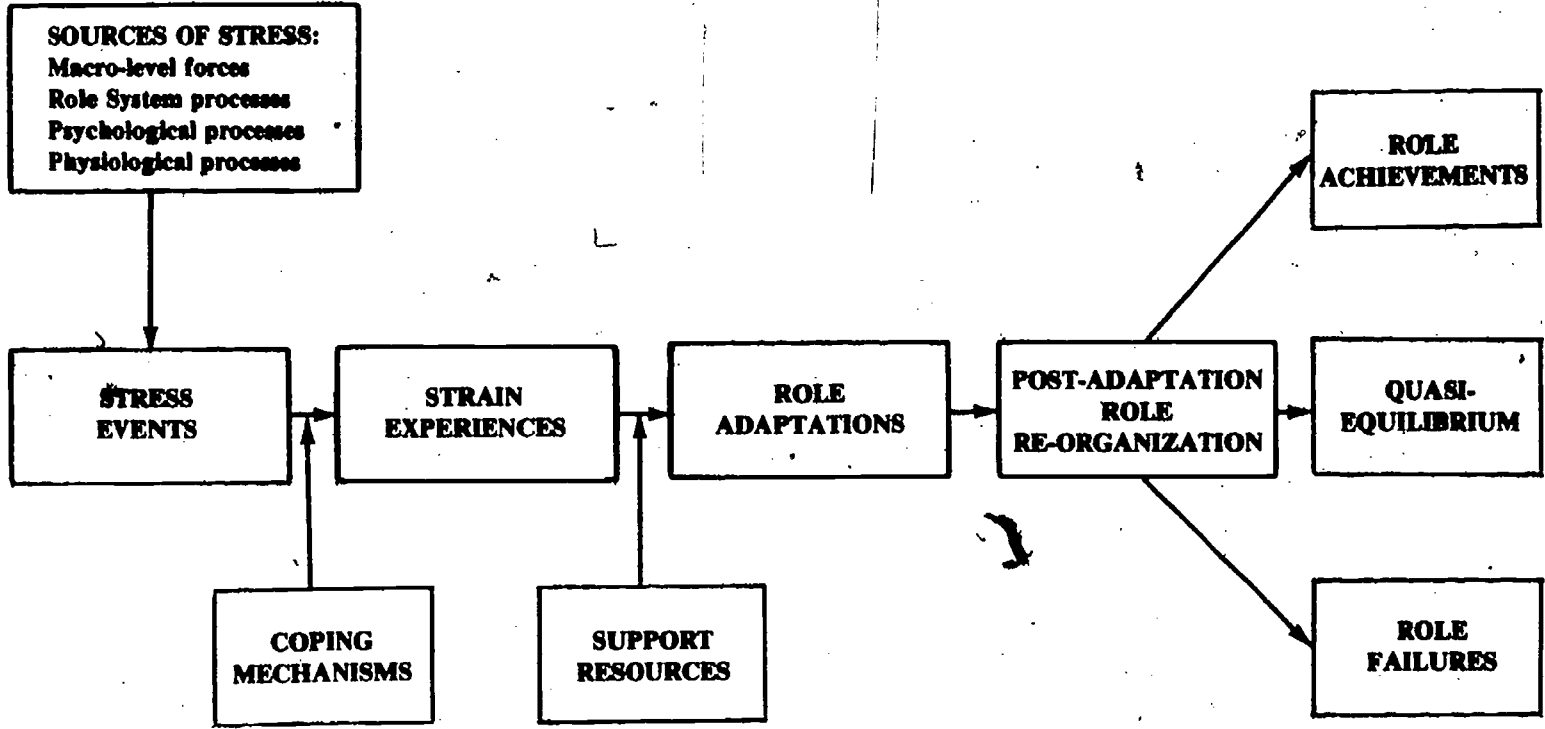 SOURCES OF STRESS:
Macro-level forces
Role System processes
Psychological processes
Physiological processes
ROLE
ACHIEVEMENTS
STRESS
EVENTS
STRAIN
EXPERIENCES
ROLE
ADAPTATIONS
POST-ADAPTATION
ROLE
RE-ORGANIZATION
QUASI-
EQUILIBRIUM
COPING
MECHANISMS
SUPPORT
RESOURCES
ROLE
FAILURES